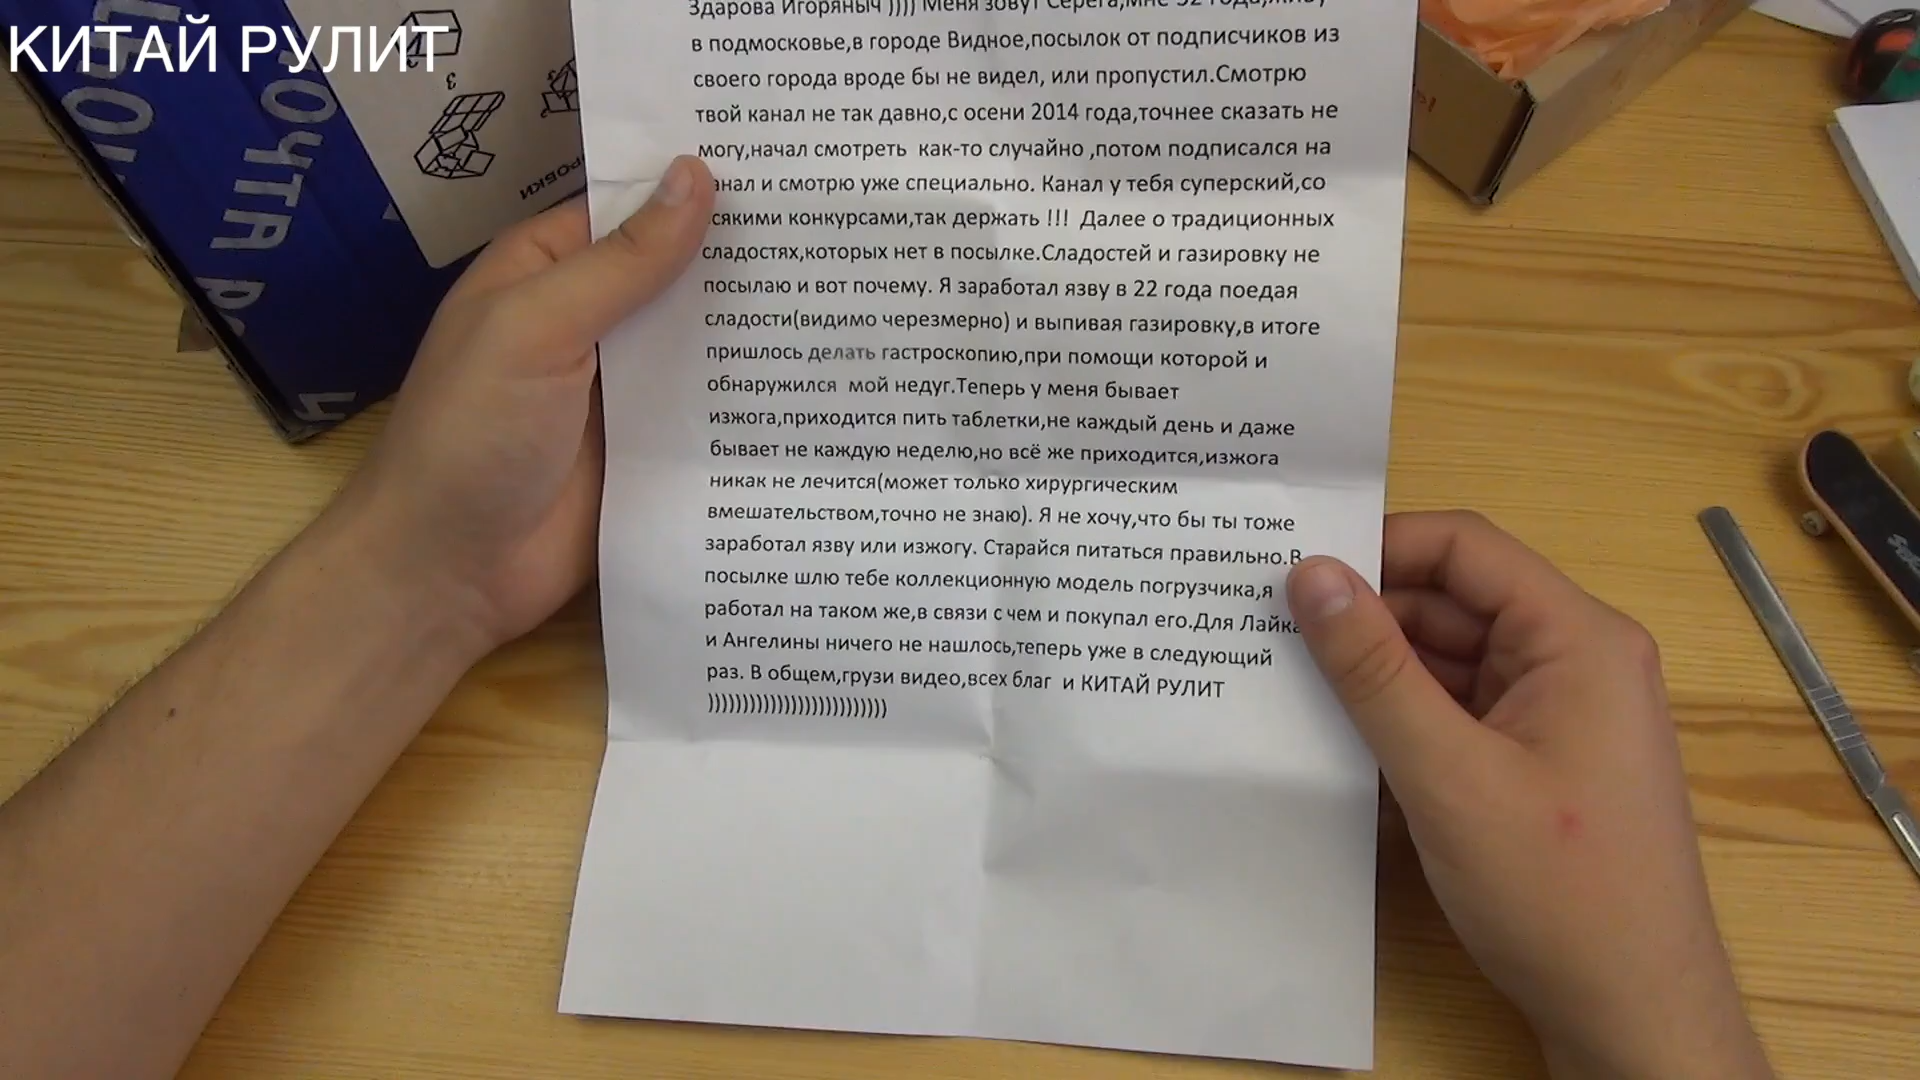 КИТАЙ РУЛИТ
ПОЧТА
Здарова Игоряныч )))) Меня зовут Серега,мне 32 года,живу
в подмосковье,в городе Видное,посылок от подписчиков из
своего города вроде бы не видел, или пропустил.Смотрю
твой канал не так давно,с осени 2014 года,точнее сказать не
могу,начал смотреть как-то случайно ,потом подписался на
анал и смотрю уже специально. Канал у тебя суперский,со
сякими конкурсами,так держать !!! Далее о традиционных
сладостях,которых нет в посылке.Сладостей и газировку не
посылаю и вот почему. Я заработал язву в 22 года поедая
сладости(видимо черезмерно) и выпивая газировку,в итоге
пришлось делать гастроскопию,при помощи которой и
обнаружился мой недуг.Теперь у меня бывает
изжога,приходится пить таблетки,не каждый день и даже
бывает не каждую неделю,но всё же приходится,изжога
никак не лечится(может только хирургическим
вмешательством,точно не знаю). Я не хочу,что бы ты тоже
заработал язву или изжогу. Старайся питаться правильно.В
посылке шлю тебе коллекционную модель погрузчика,я
работал на таком же,в связи с чем и покупал его.Для Лайка
и Ангелины ничего не нашлось,теперь уже в следующий
раз. В общем,грузи видео,всех благ и КИТАЙ РУЛИТ
))))))))))))))))))))))))))